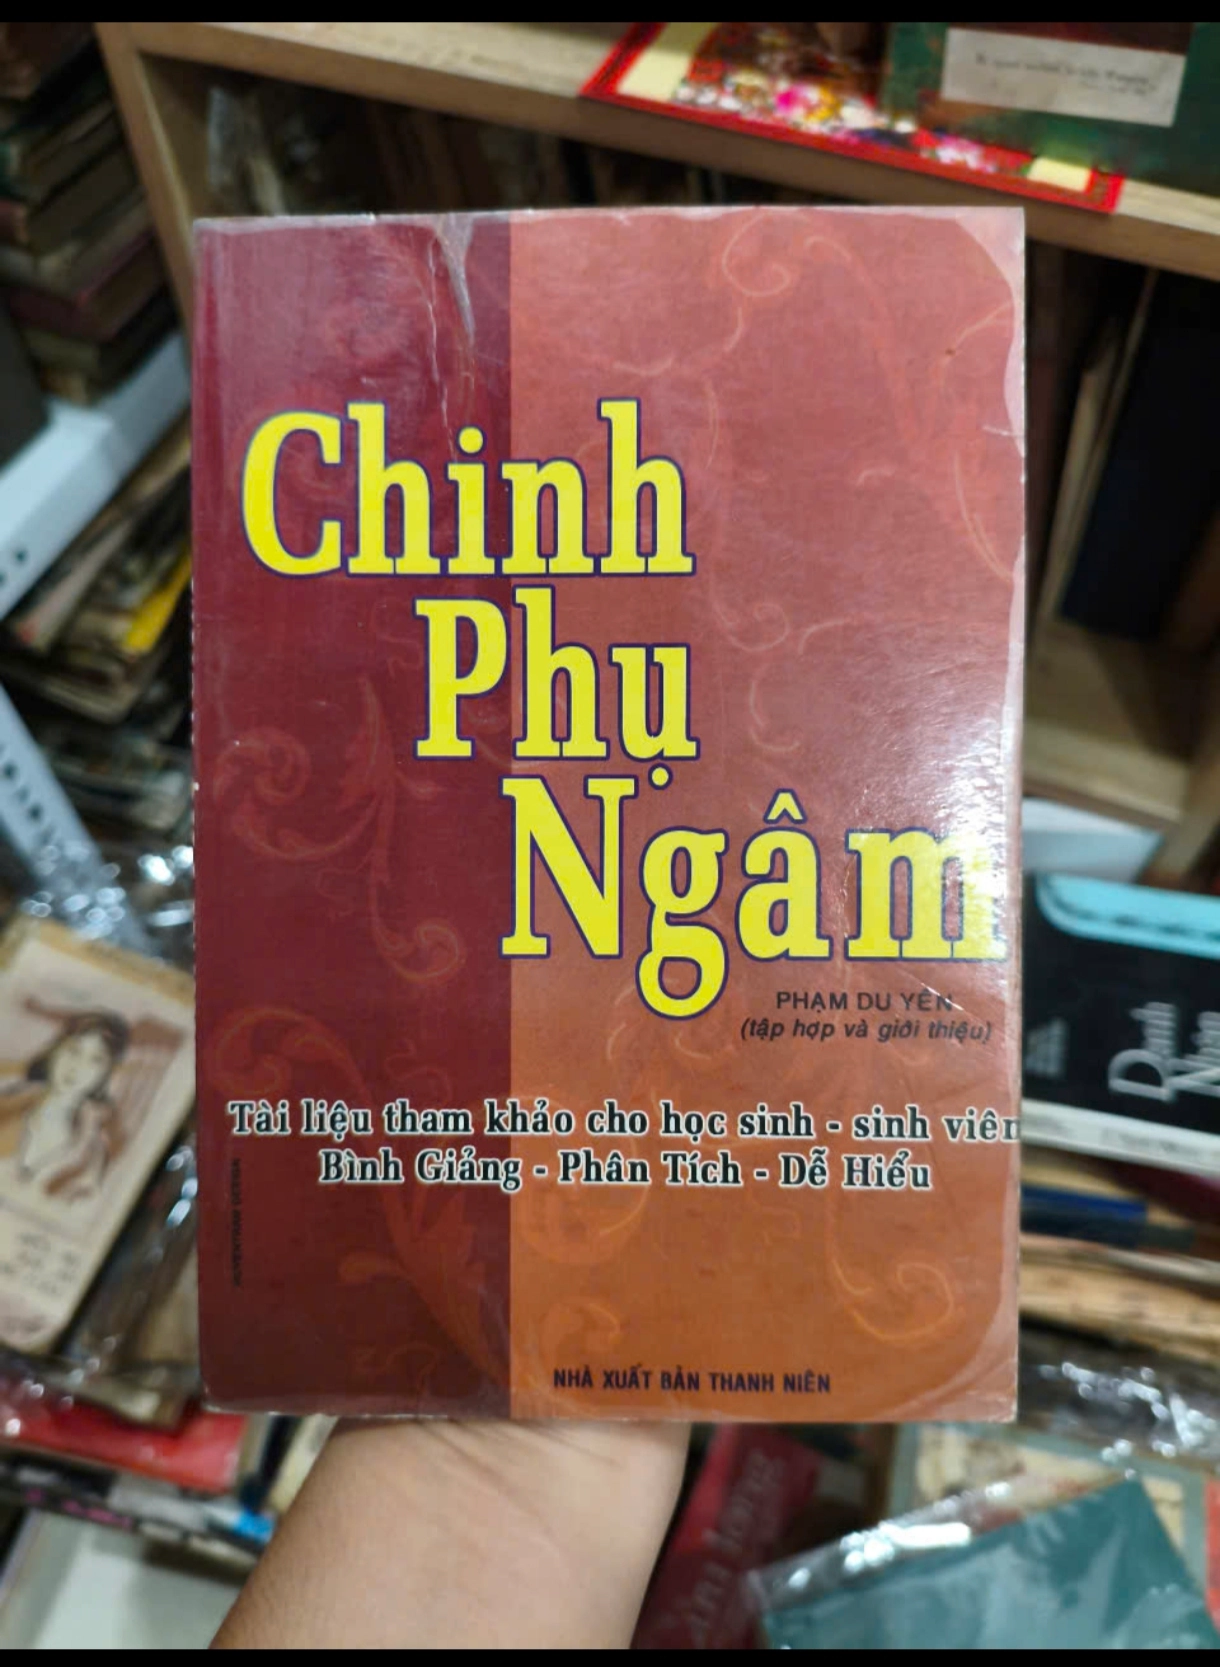 Chinh
Phụ
Ngâm
PHẠM DU YÊN
(tập hợp và giới thiệu)
Tài liệu tham khảo cho học sinh - sinh viên
Bình Giảng - Phân Tích - Dễ Hiểu
NHÀ XUẤT BẢN THANH NIÊN